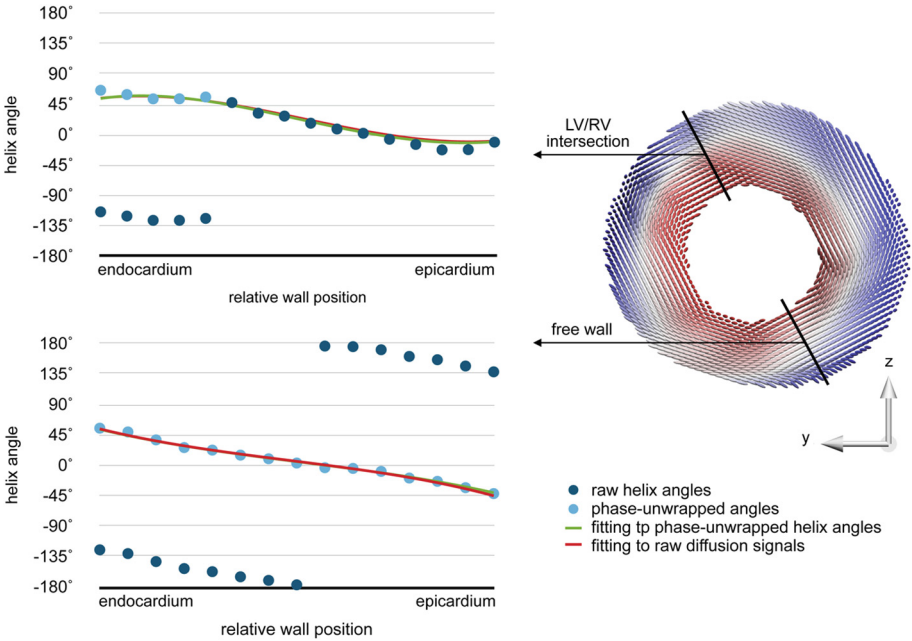 180°
135°
90°
45°
0°
-45°
-90°
-135°
-180°
helix angle
endocardium
epicardium
relative wall position
180°
135°
90°
45°
0°
-45°
-90°
-135°
-180°
helix angle
endocardium
epicardium
relative wall position
LV/RV
intersection
free wall
z
y
raw helix angles
phase-unwrapped angles
fitting tp phase-unwrapped helix angles
fitting to raw diffusion signals